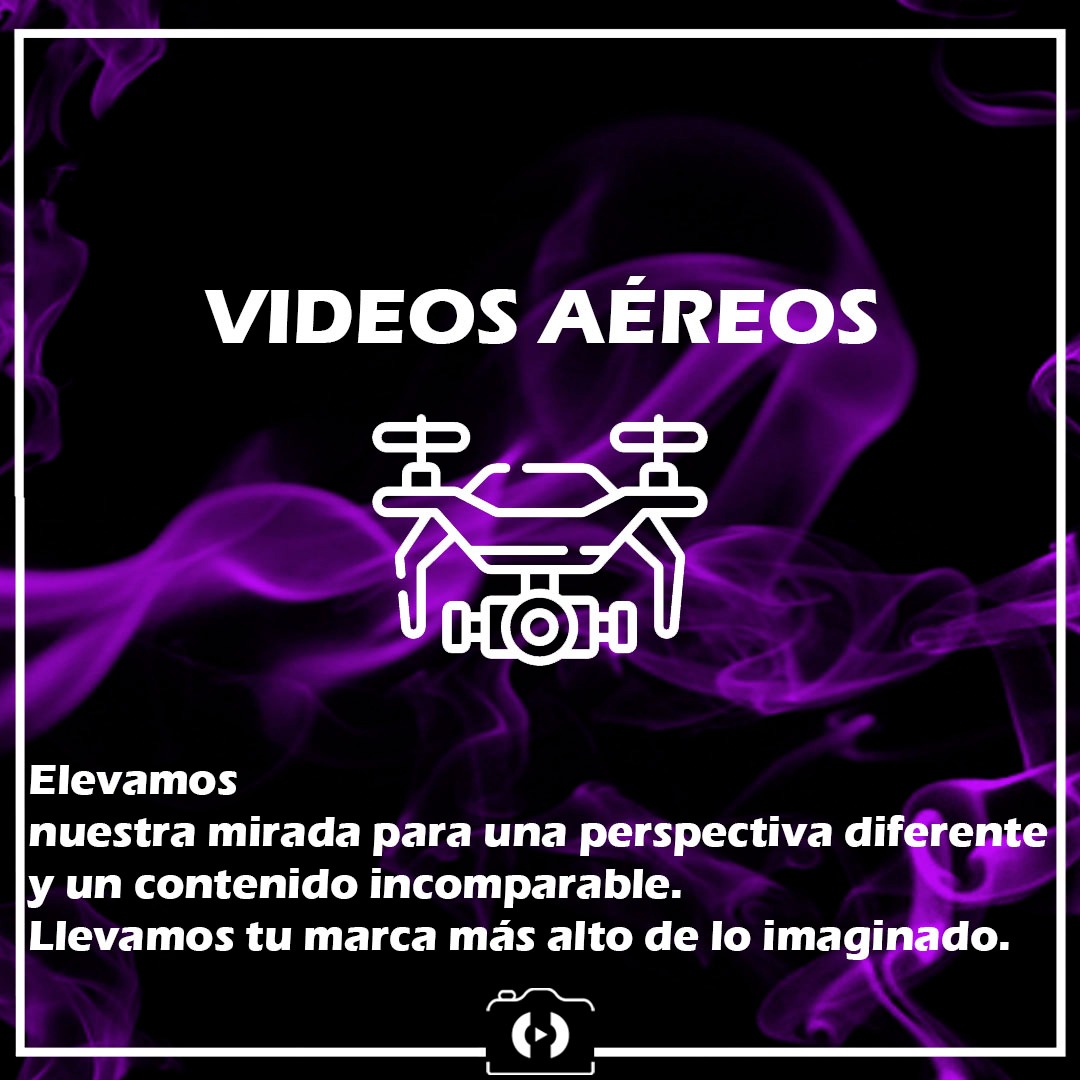 VIDEOS AÉREOS
Elevamos
nuestra mirada para una perspectiva diferente
y un contenido incomparable.
Llevamos tu marca más alto de lo imaginado.